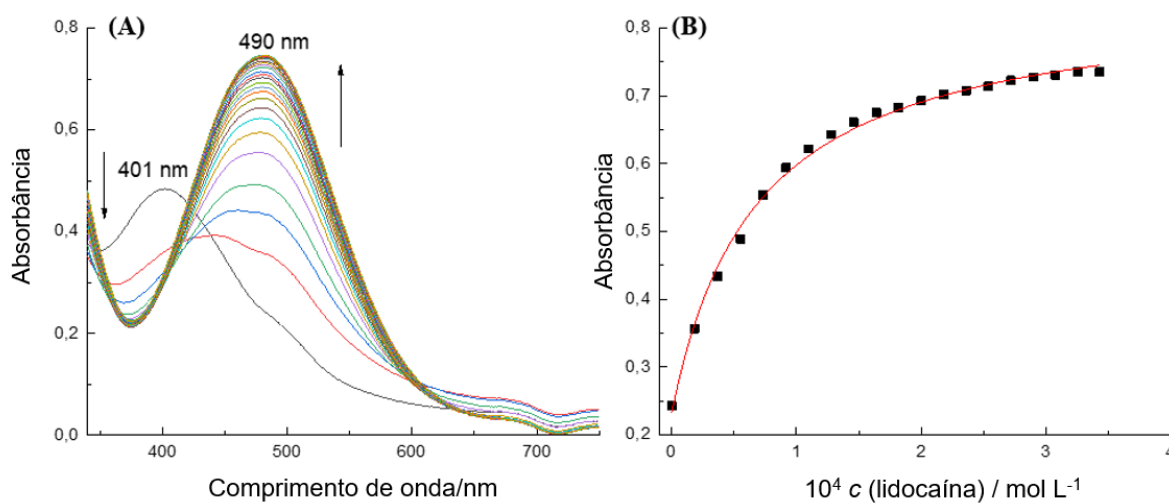 (A)
490 nm
401 nm
Absorbância
0,8
0,6
0,4
0,2
0,0
400
500
600
700
Comprimento de onda/nm
(B)
Absorbância
0,8
0,7
0,6
0,5
0,4
0,3
0,2
0
1
2
3
4
10⁴ c (lidocaína) / mol L⁻¹